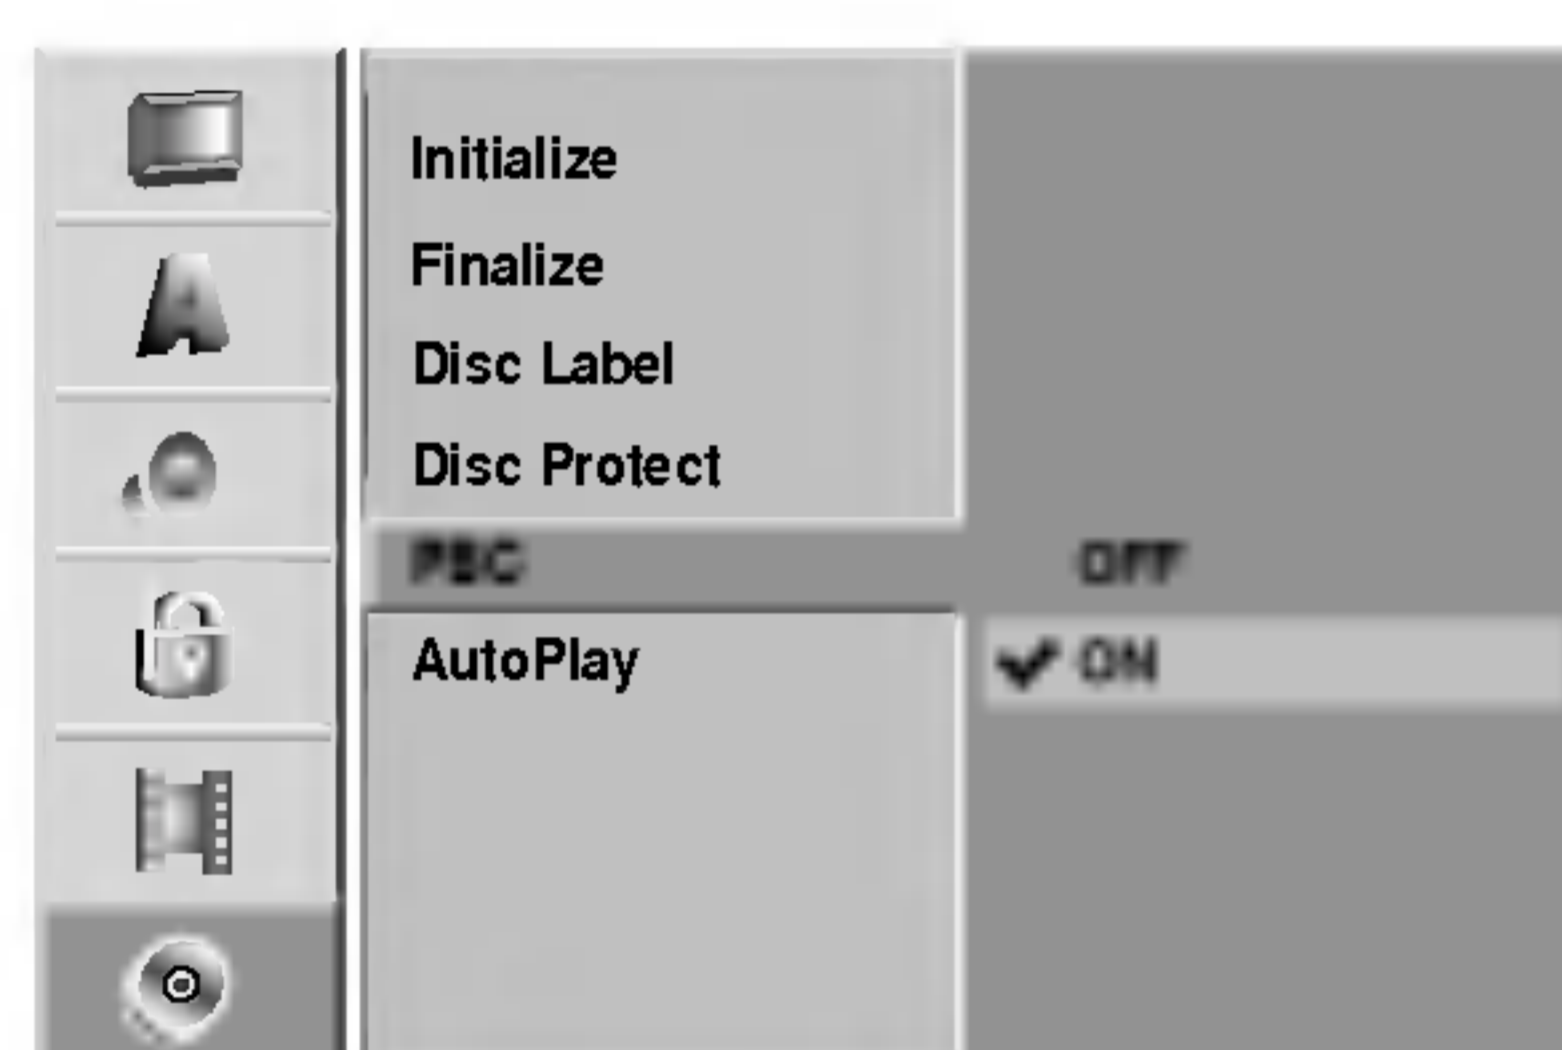 Initialize
Finalize
Disc Label
Disc Protect
PBC OFF
AutoPlay ON